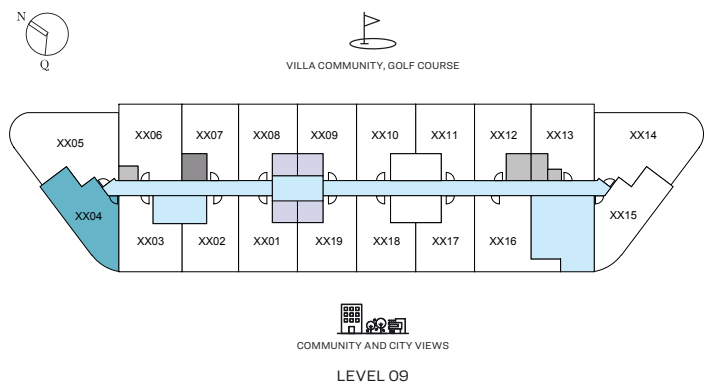 N
Q
VILLA COMMUNITY, GOLF COURSE
XX05
XX06
XX07
XX08
XX09
XX10
XX11
XX12
XX13
XX14
XX04
XX03
XX02
XX01
XX19
XX18
XX17
XX16
XX15
COMMUNITY AND CITY VIEWS
LEVEL 09